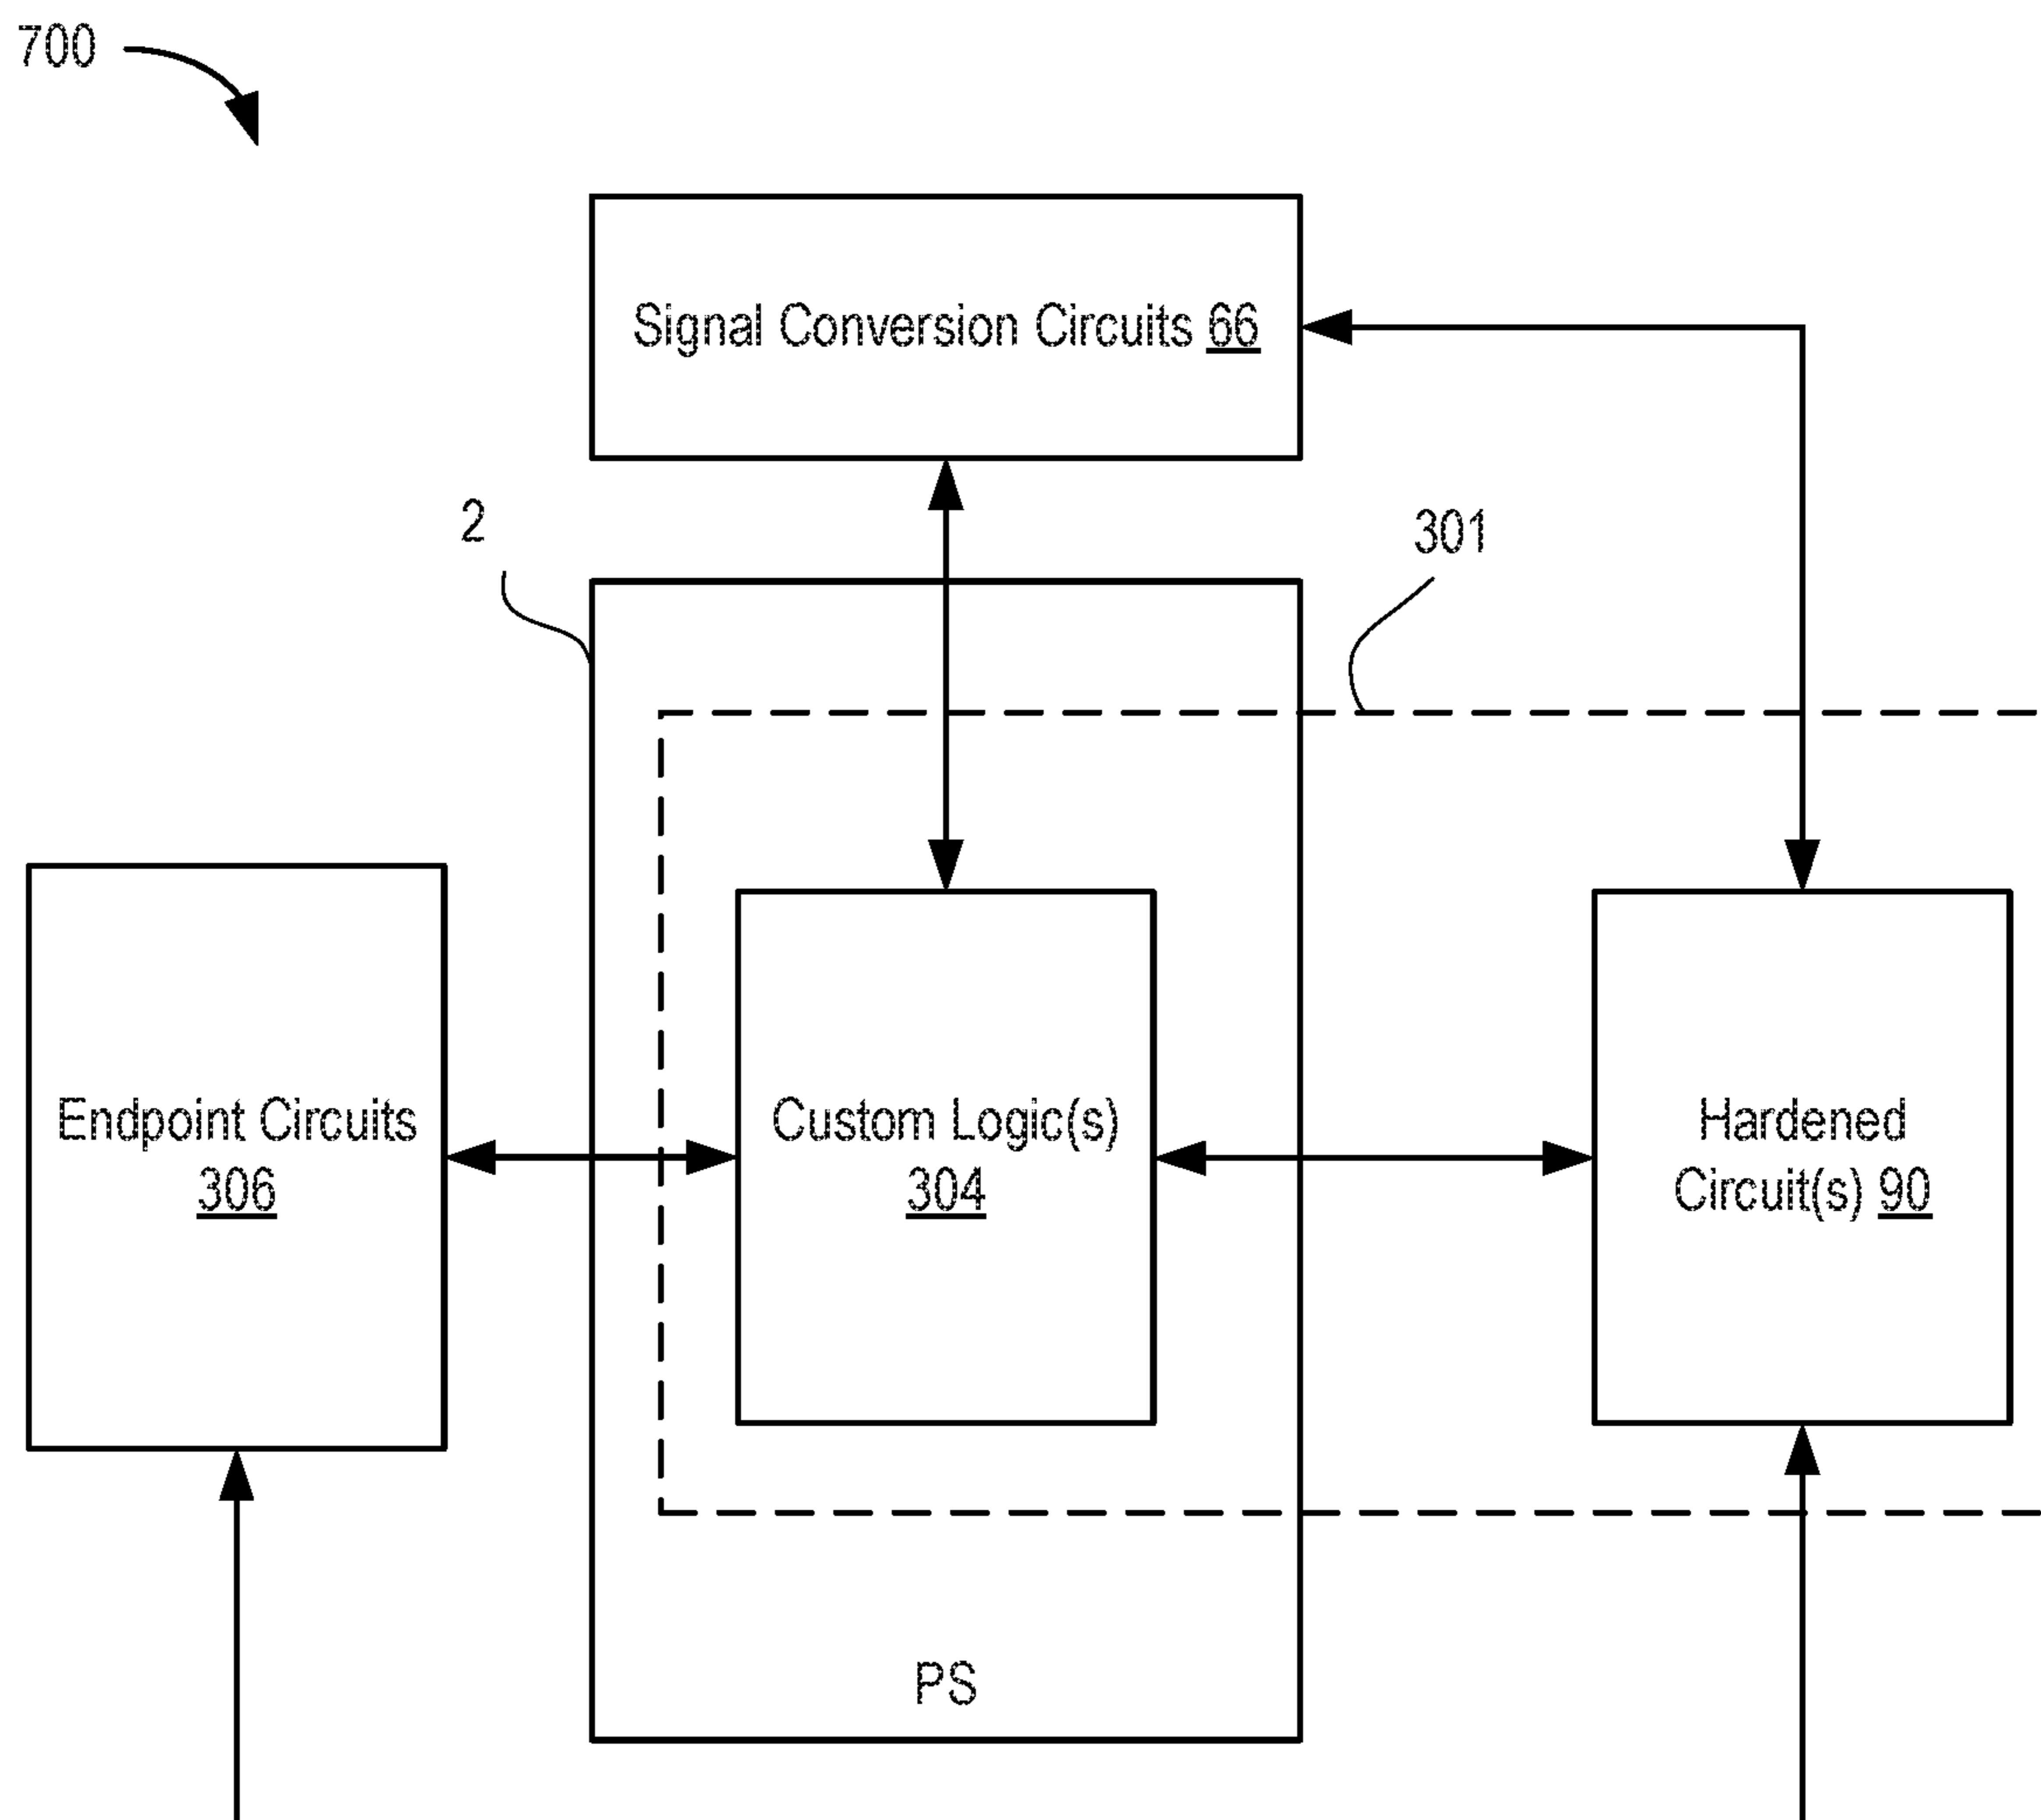 700
Signal Conversion Circuits 66
2
301
Endpoint Circuits
306
Custom Logic(s)
304
Hardened
Circuit(s) 90
PS